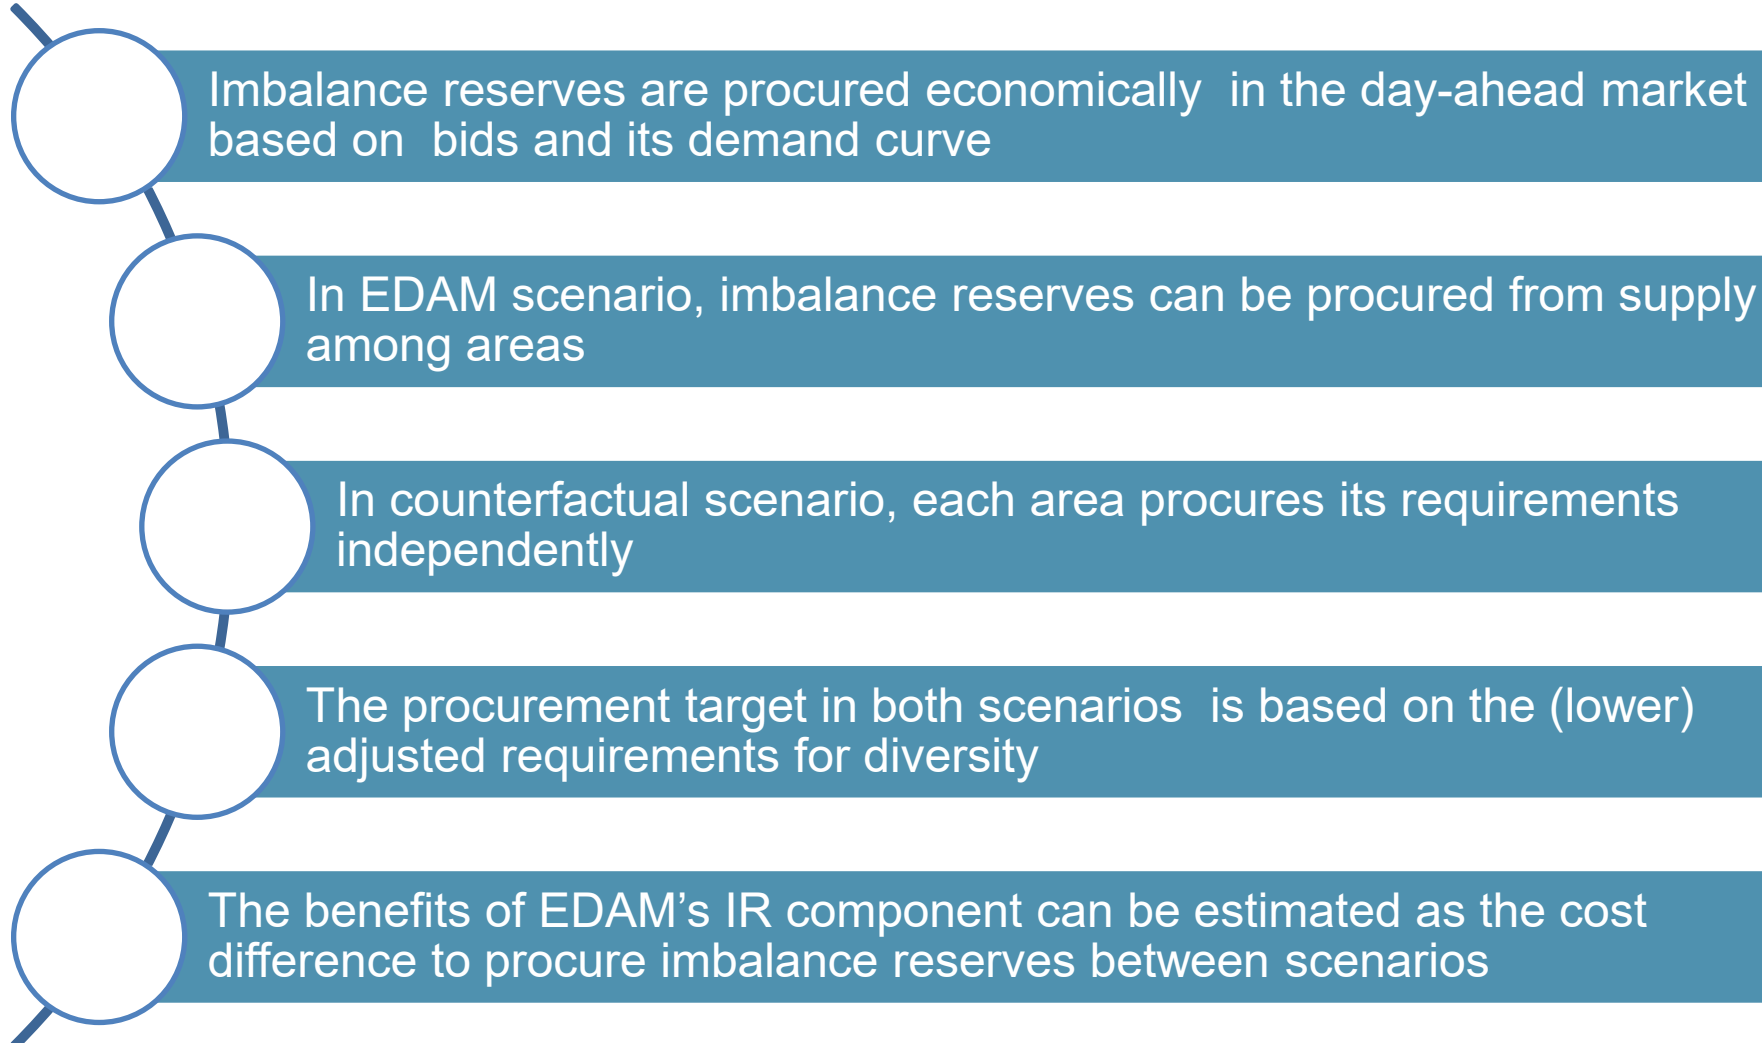 Imbalance reserves are procured economically  in the day-ahead market
based on  bids and its demand curve
In EDAM scenario, imbalance reserves can be procured from supply
among areas
In counterfactual scenario, each area procures its requirements
independently
The procurement target in both scenarios  is based on the (lower)
adjusted requirements for diversity
The benefits of EDAM’s IR component can be estimated as the cost
difference to procure imbalance reserves between scenarios